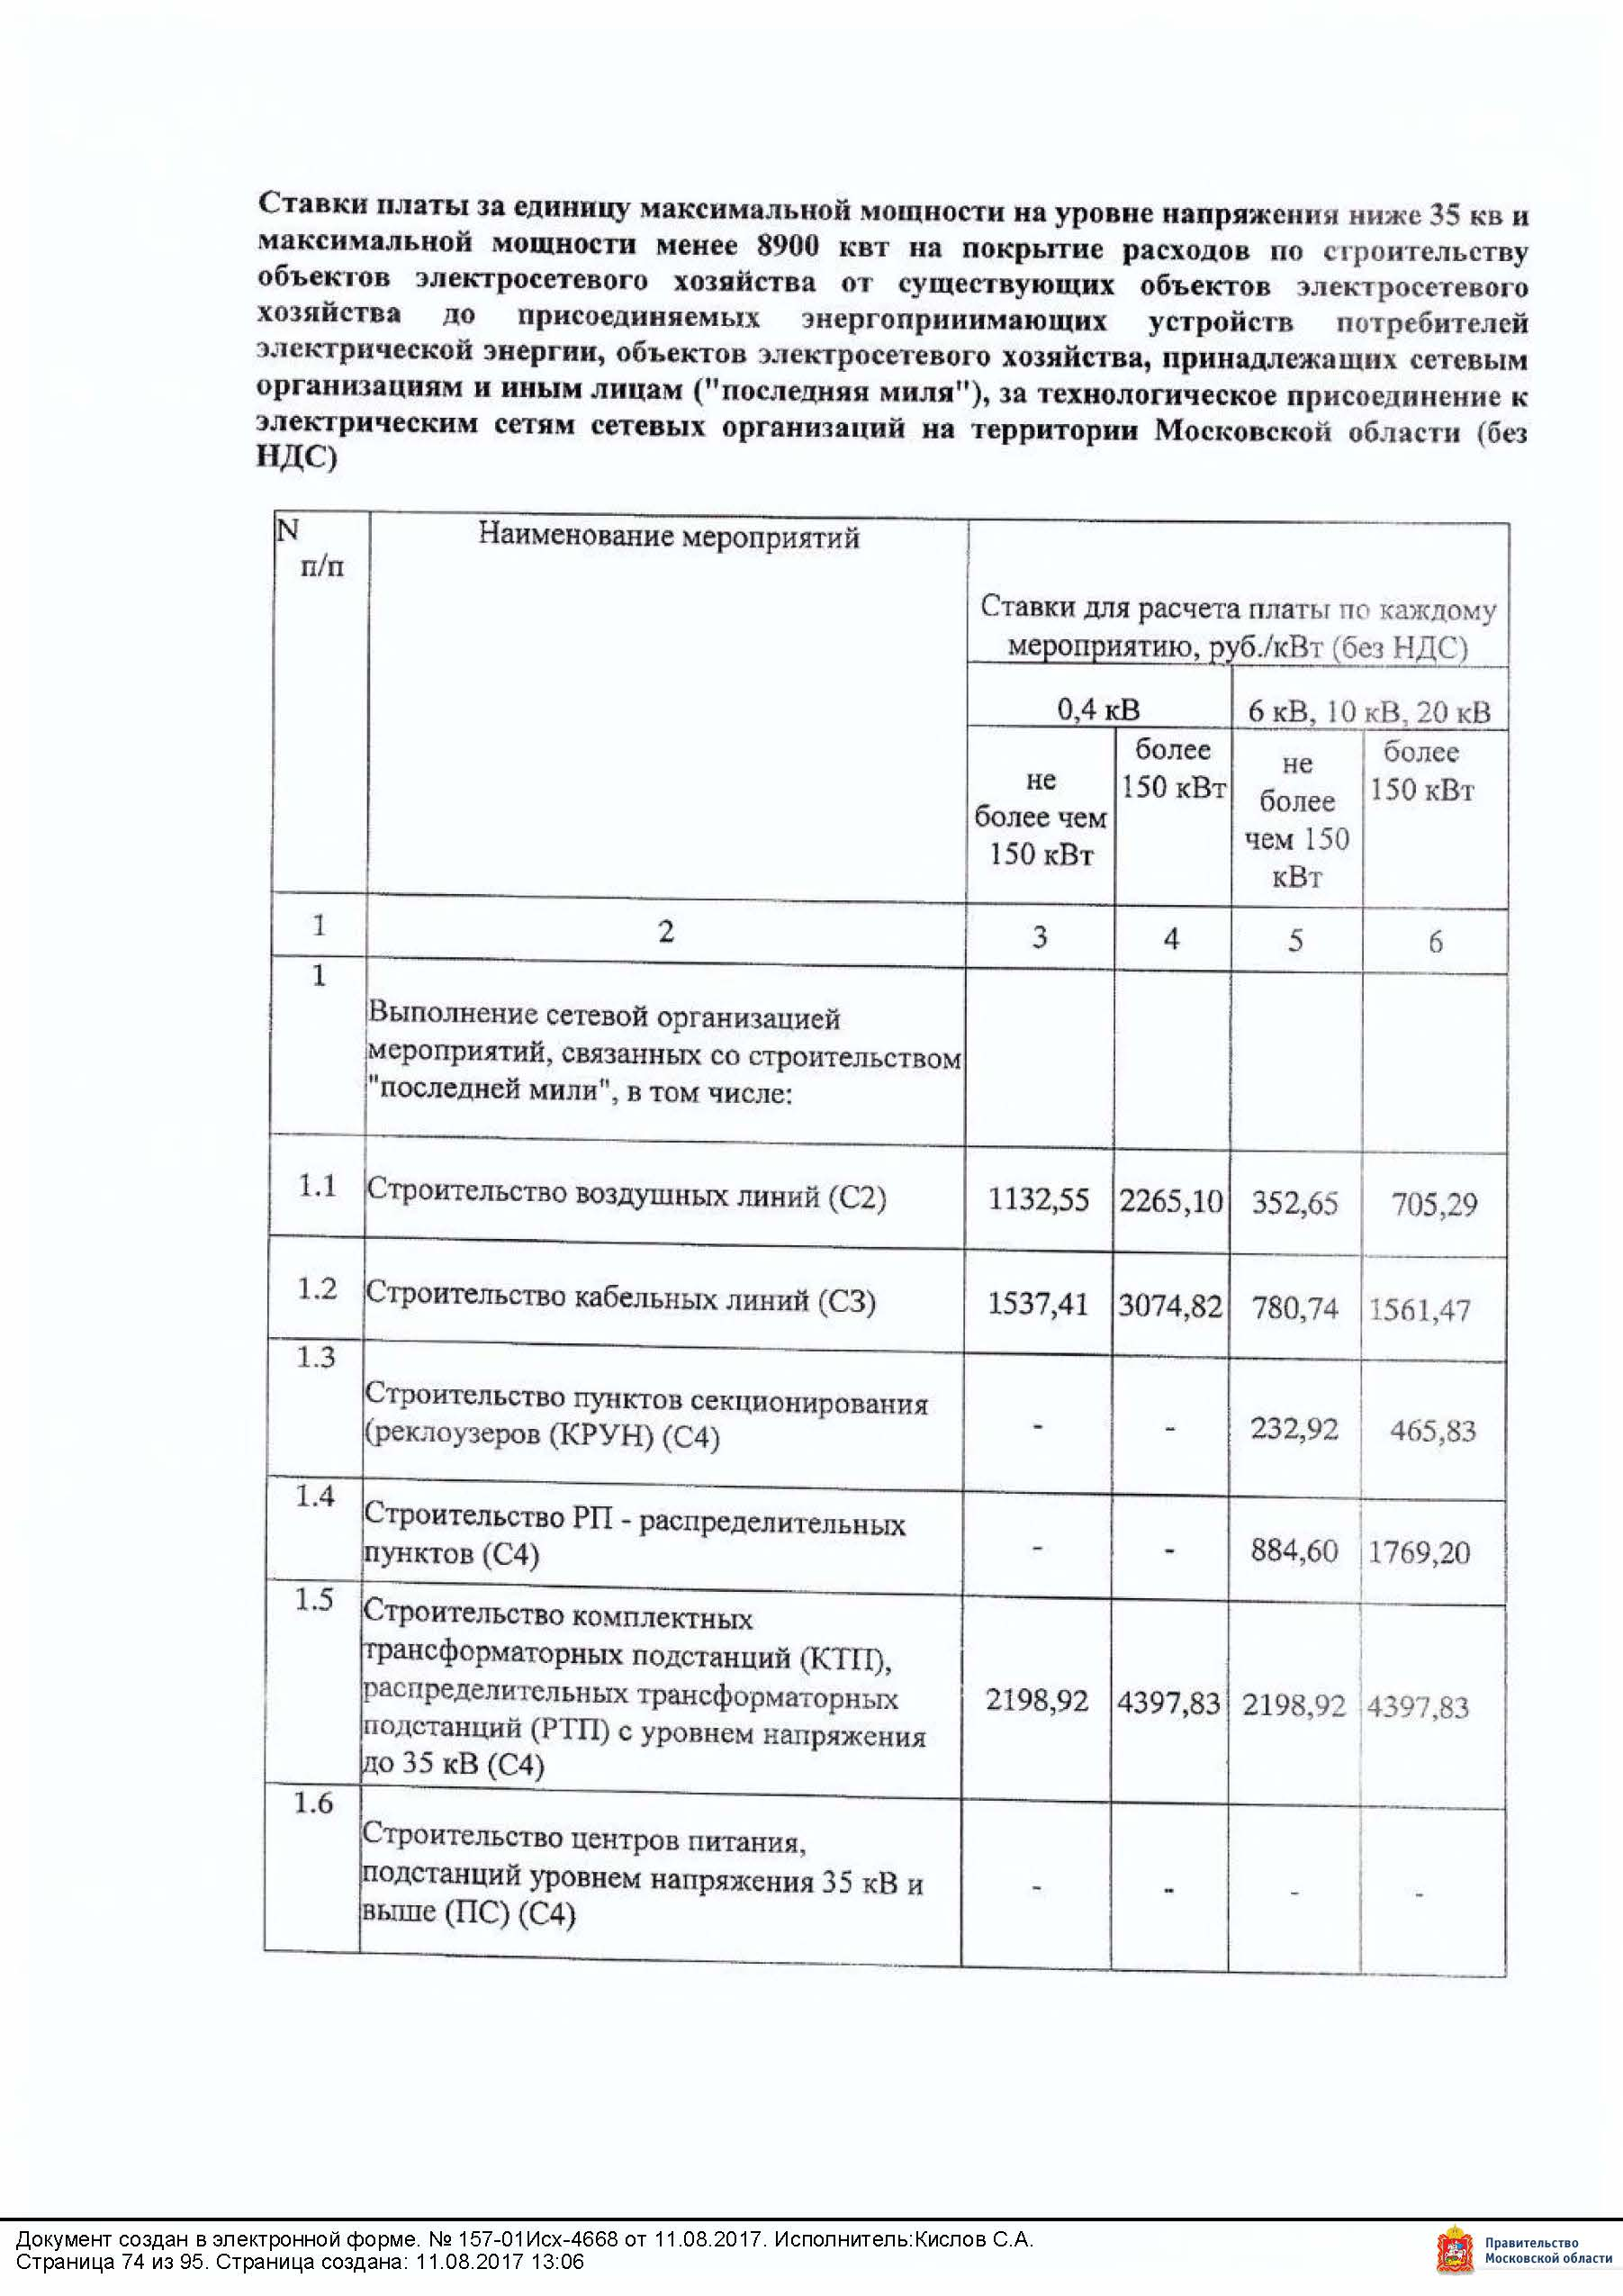 Ставки платы за единицу максимальной мощности на уровне напряжения ниже 35 кв и
максимальной мощности менее 8900 квт на покрытие расходов по строительству
объектов электросетевого хозяйства от существующих объектов электросетевого
хозяйства до присоединяемых энергопринимающих устройств потребителей
электрической энергии, объектов электросетевого хозяйства, принадлежащих сетевым
организациям и иным лицам ("последняя миля"), за технологическое присоединение к
электрическим сетям сетевых организаций на территории Московской области (без
НДС)
N
п/п
Наименование мероприятий
Ставки для расчета платы по каждому
мероприятию, руб./кВт (без НДС)
0,4 кВ
6 кВ, 10 кВ, 20 кВ
не
более чем
150 кВт
более
150 кВт
не
более
чем 150
кВт
более
150 кВт
1 2 3 4 5 6
1
Выполнение сетевой организацией
мероприятий, связанных со строительством
"последней мили", в том числе:
1.1 Строительство воздушных линий (С2) 1132,55 2265,10 352,65 705,29
1.2 Строительство кабельных линий (С3) 1537,41 3074,82 780,74 1561,47
1.3
Строительство пунктов секционирования
(реклоузеров (КРУН) (С4)
- - 232,92 465,83
1.4
Строительство РП - распределительных
пунктов (С4)
- - 884,60 1769,20
1.5
Строительство комплектных
трансформаторных подстанций (КТП),
распределительных трансформаторных
подстанций (РТП) с уровнем напряжения
до 35 кВ (С4)
2198,92 4397,83 2198,92 4397,83
1.6
Строительство центров питания,
подстанций уровнем напряжения 35 кВ и
выше (ПС) (С4)
- - - -
Документ создан в электронной форме. № 157-01Исх-4668 от 11.08.2017. Исполнитель:Кислов С.А.
Страница 74 из 95. Страница создана: 11.08.2017 13:06
Правительство
Московской области